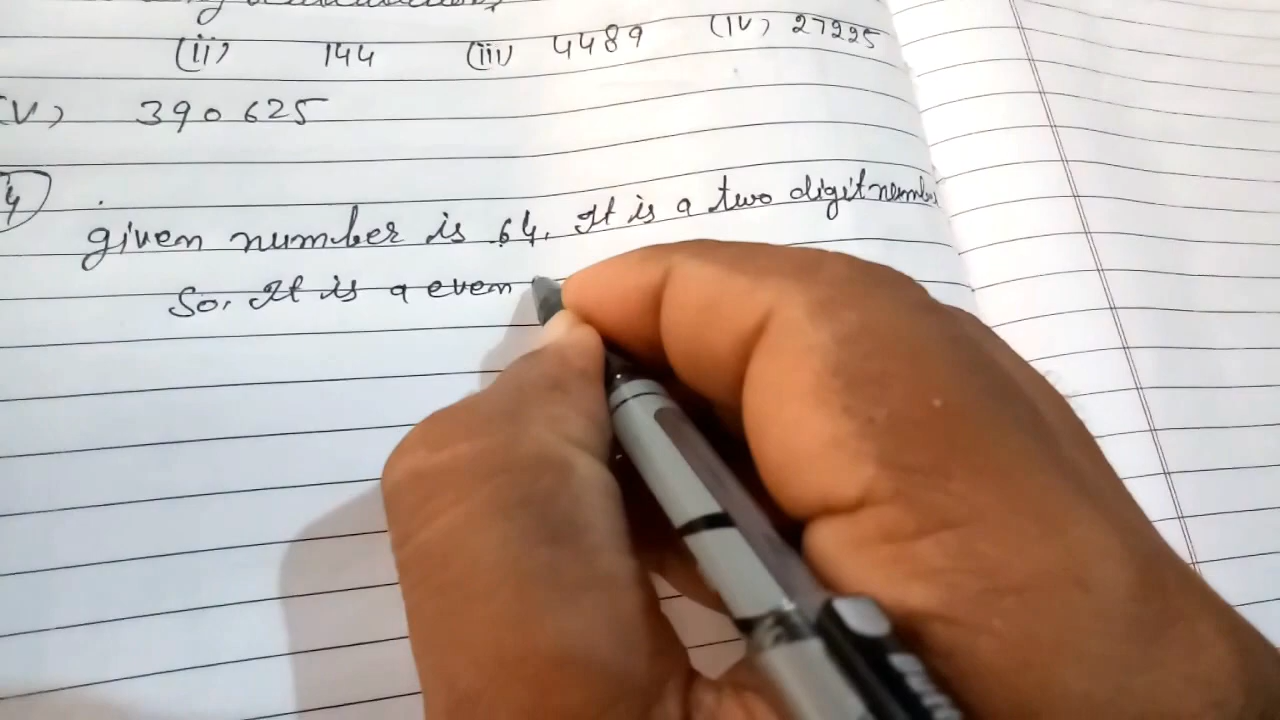 (ii) 144 (iii) 4489 (IV) 27225
(V) 390625
4
given number is 64. It is a two digit number
So, It is a even